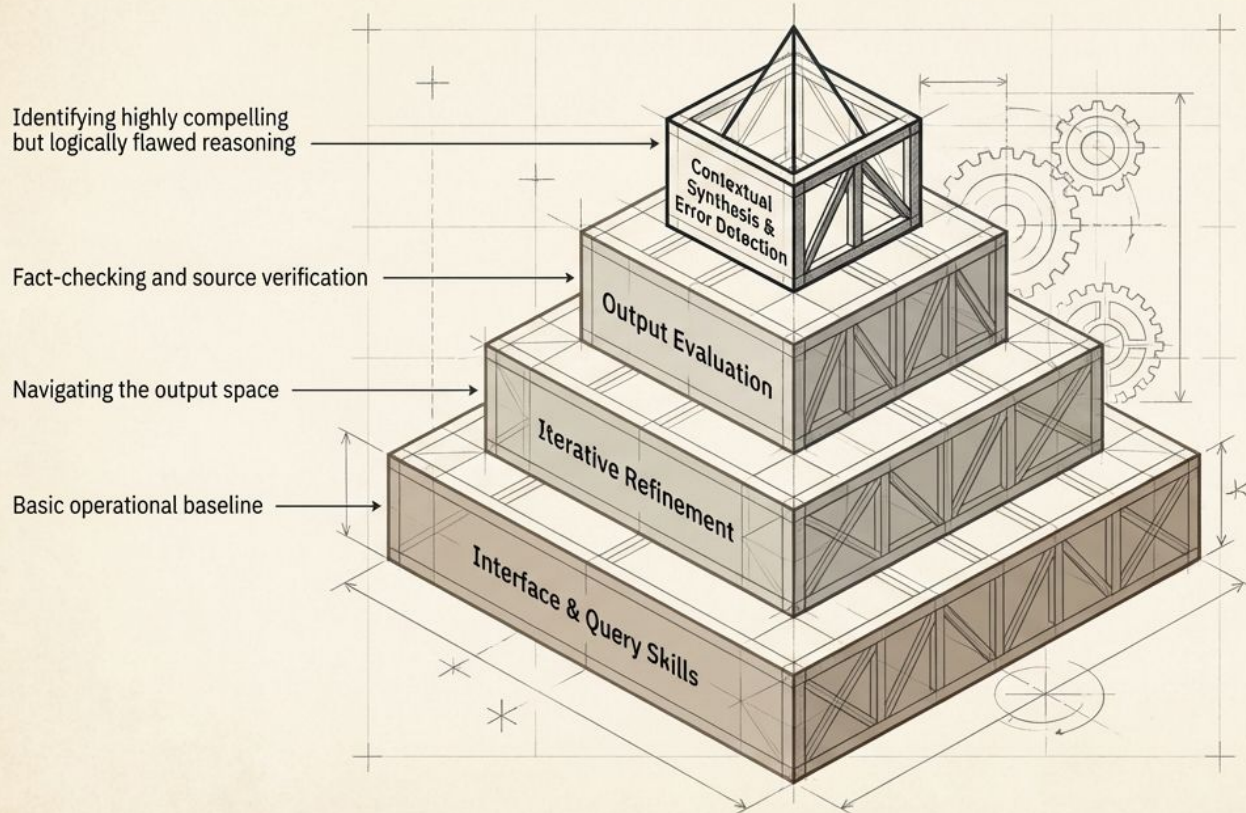 Identifying highly compelling
but logically flawed reasoning
Contextual
Synthesis &
Error Detection
Fact-checking and source verification
Output Evaluation
Navigating the output space
Iterative Refinement
Basic operational baseline
Interface & Query Skills